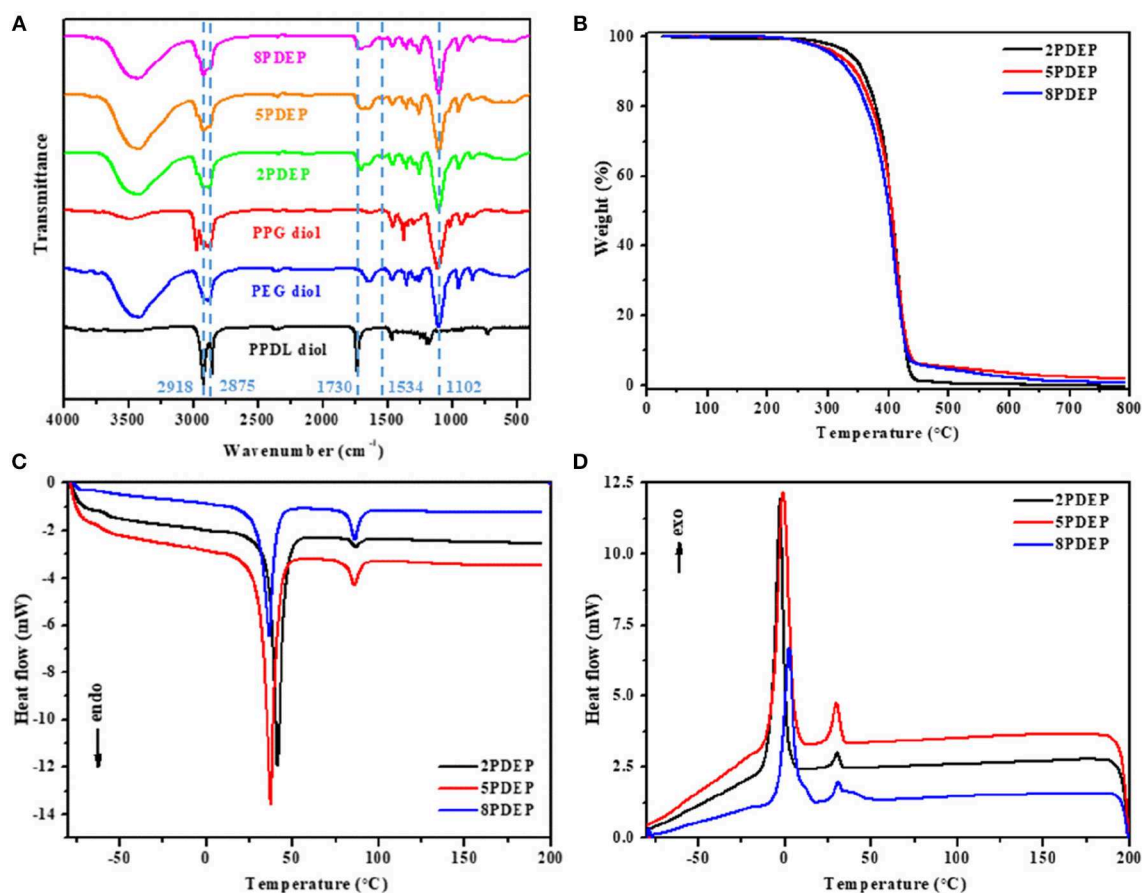 A
8PDEP
5PDEP
2PDEP
PPG diol
PEG diol
PPDL diol
2918 2875 1730 1534 1102
Transmittance
4000 3500 3000 2500 2000 1500 1000 500
Wavenumber (cm⁻¹)
B
100
80
60
40
20
0
Weight (%)
2PDEP
5PDEP
8PDEP
0 100 200 300 400 500 600 700 800
Temperature (°C)
C
0
-2
-4
-6
-8
-10
-12
-14
Heat flow (mW)
endo
2PDEP
5PDEP
8PDEP
-50 0 50 100 150 200
Temperature (°C)
D
12.5
10.0
7.5
5.0
2.5
0.0
Heat flow (mW)
exo
2PDEP
5PDEP
8PDEP
-50 0 50 100 150 200
Temperature (°C)